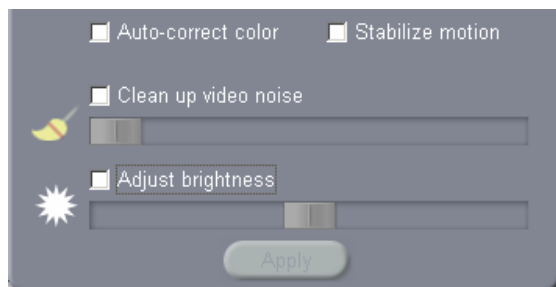 Auto-correct color Stabilize motion
Clean up video noise
Adjust brightness
Apply